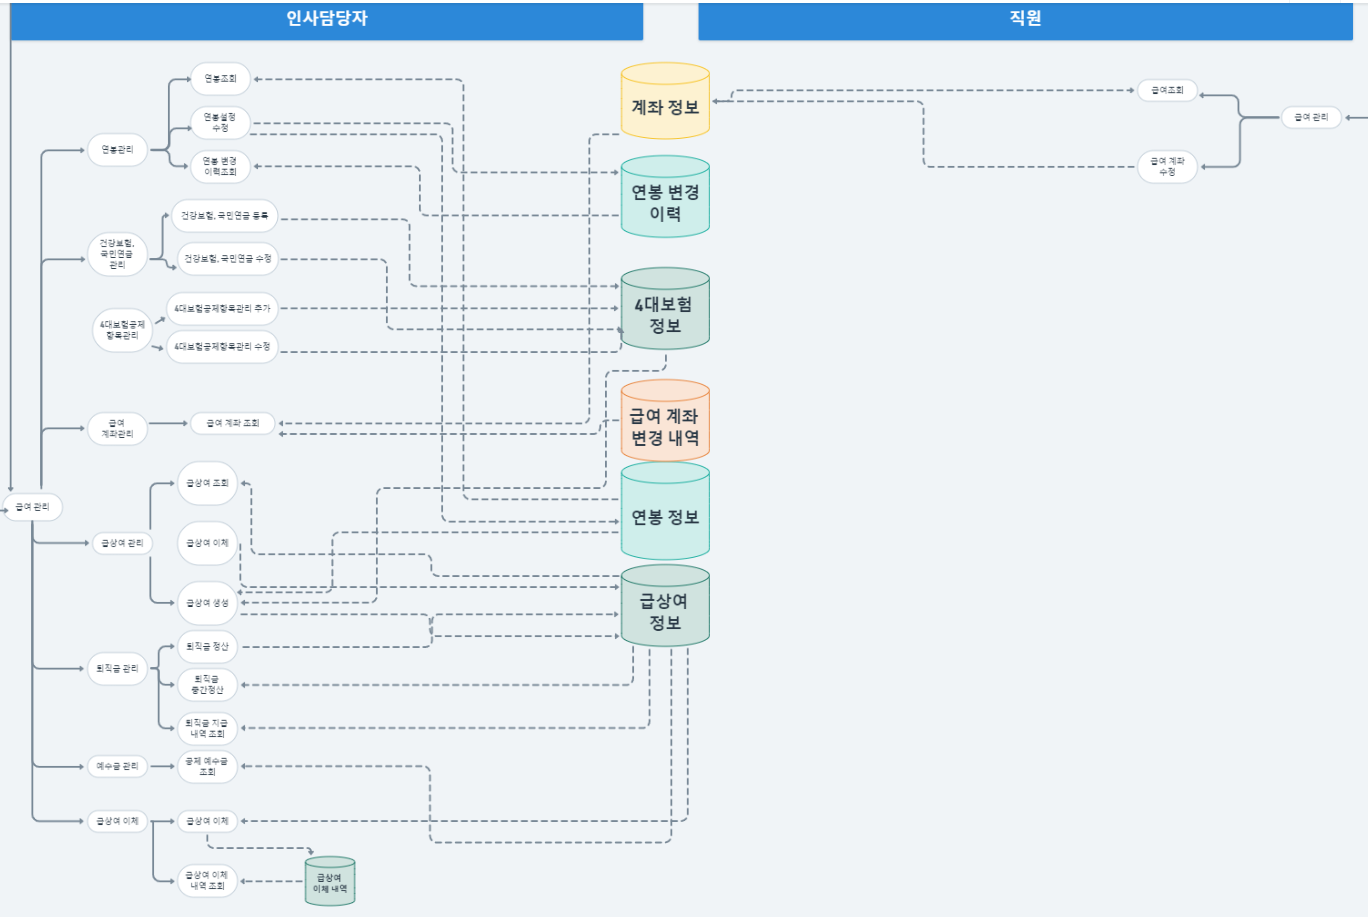 인사담당자
직원
연봉조회
연봉설정
수정
연봉관리
연봉 변경
이력조회
계좌 정보
급여조회
급여 관리
급여 계좌
수정
연봉 변경
이력
건강보험, 국민연금 등록
건강보험,
국민연금
관리
건강보험, 국민연금 수정
4대보험공제항목관리 추가
4대보험공제
항목관리
4대보험공제항목관리 수정
4대보험
정보
급여
계좌관리
급여 계좌 조회
급여 계좌
변경 내역
급여 관리
급상여 조회
급상여 관리
급상여 이체
급상여 생성
연봉 정보
급상여
정보
퇴직금 정산
퇴직금 관리
퇴직금
중간정산
퇴직금 지급
내역 조회
예수금 관리
공제 예수금
조회
급상여 이체
급상여 이체
급상여 이체
내역 조회
급상여
이체 내역